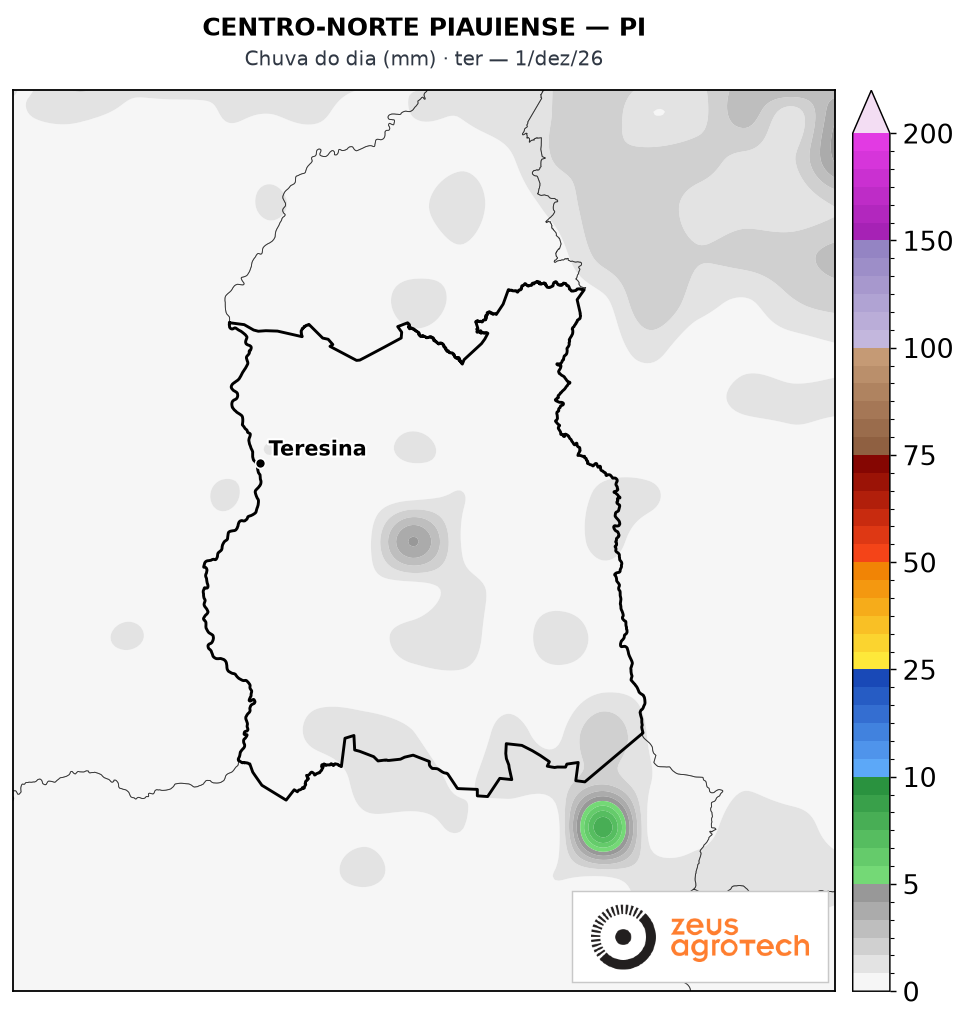 CENTRO-NORTE PIAUIENSE — PI
Chuva do dia (mm) · ter — 1/dez/26
200
150
100
75
50
25
10
5
0
Teresina
zeus
agrotech